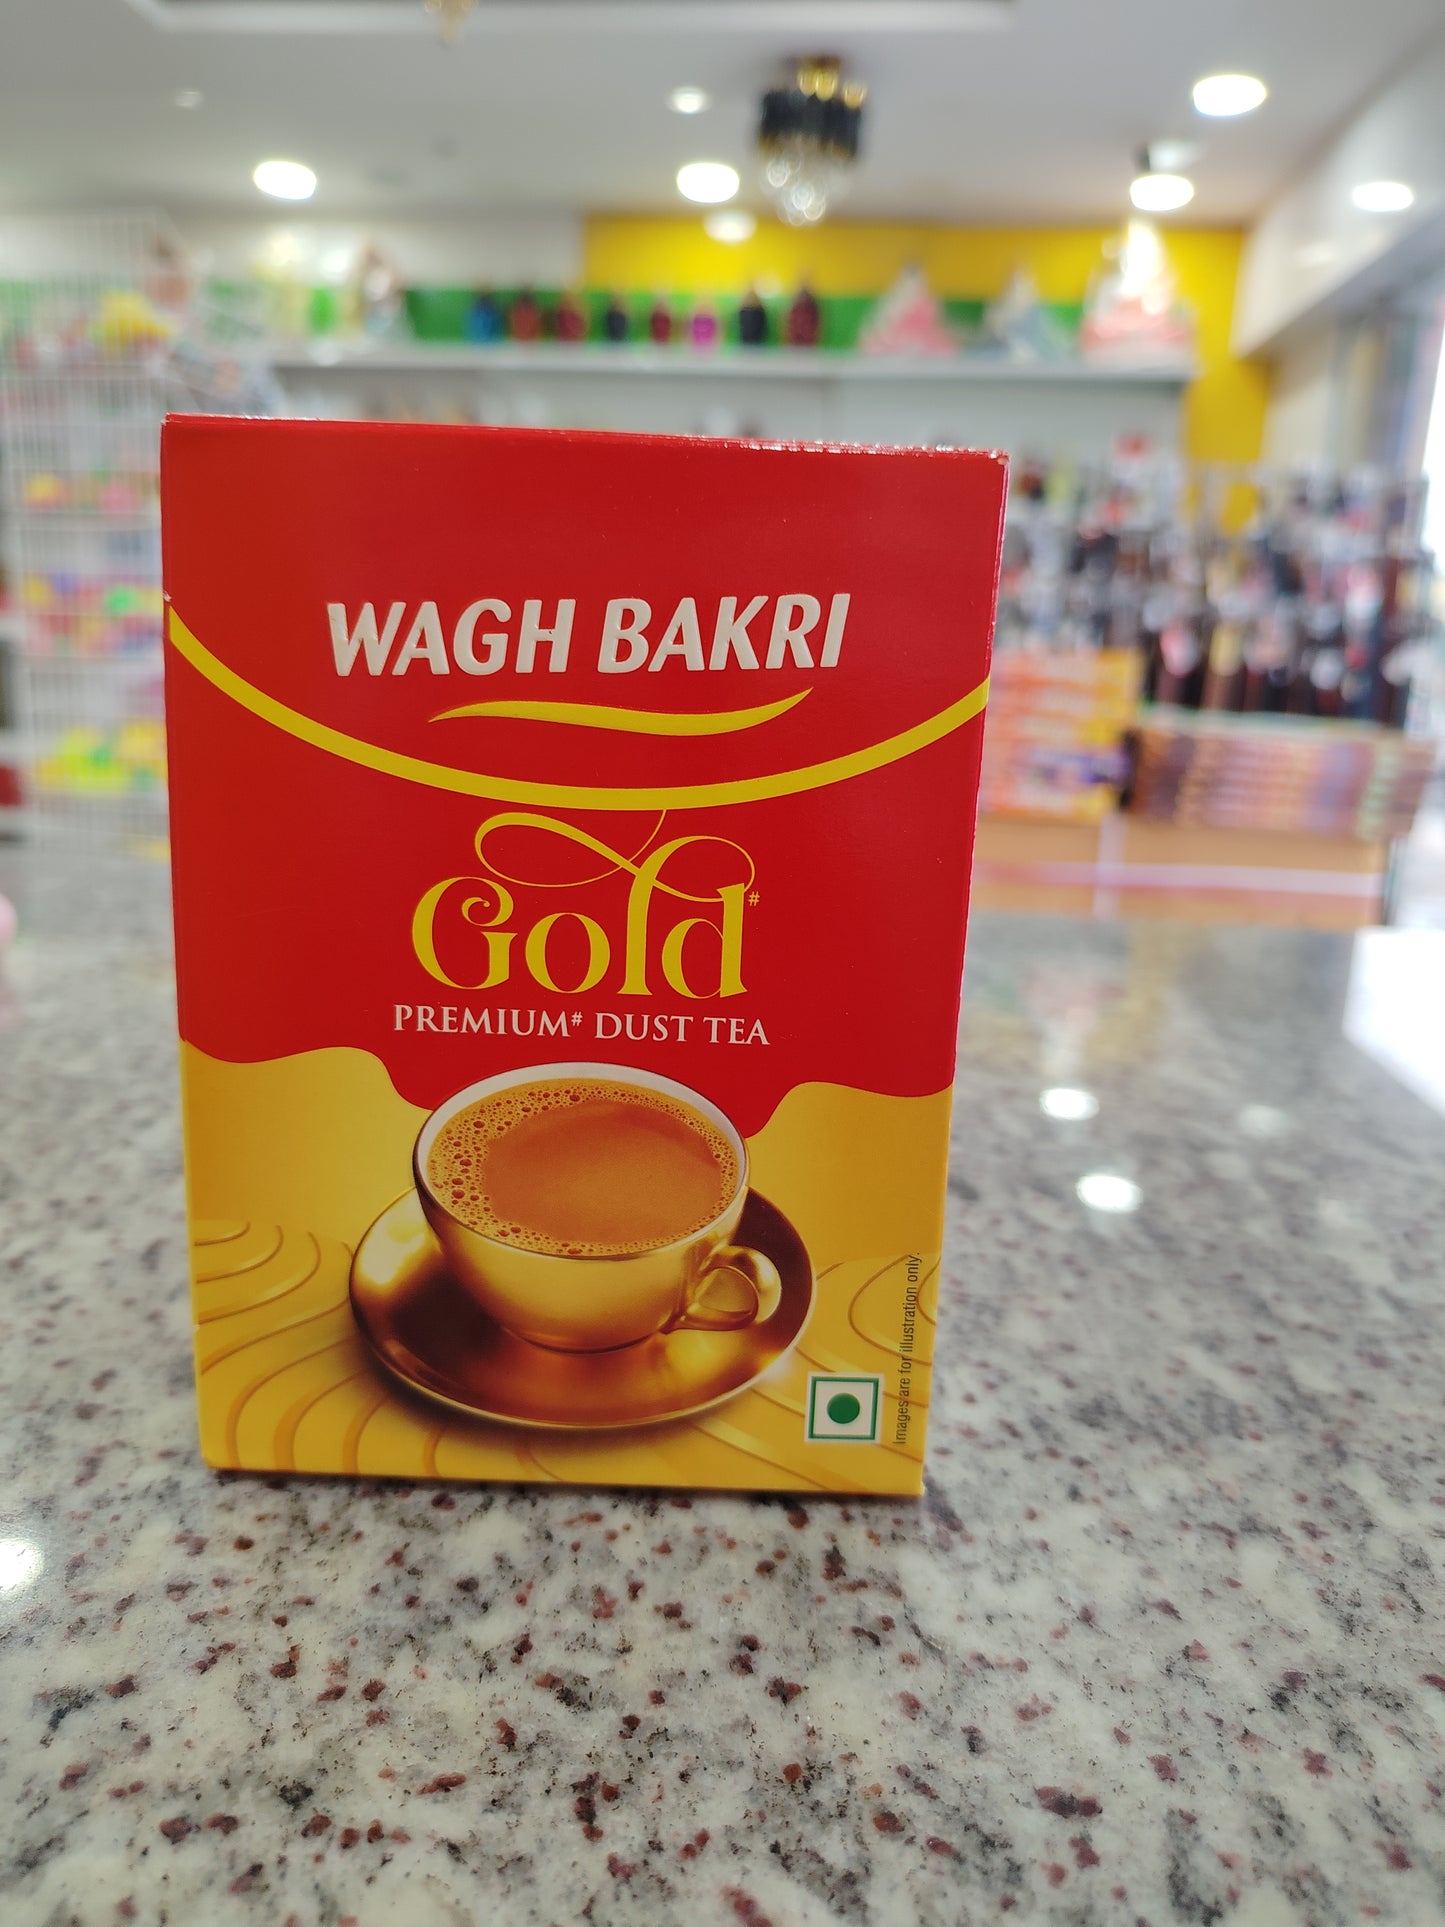 WAGH BAKRI
Gold#
PREMIUM# DUST TEA
Images are for illustration only.